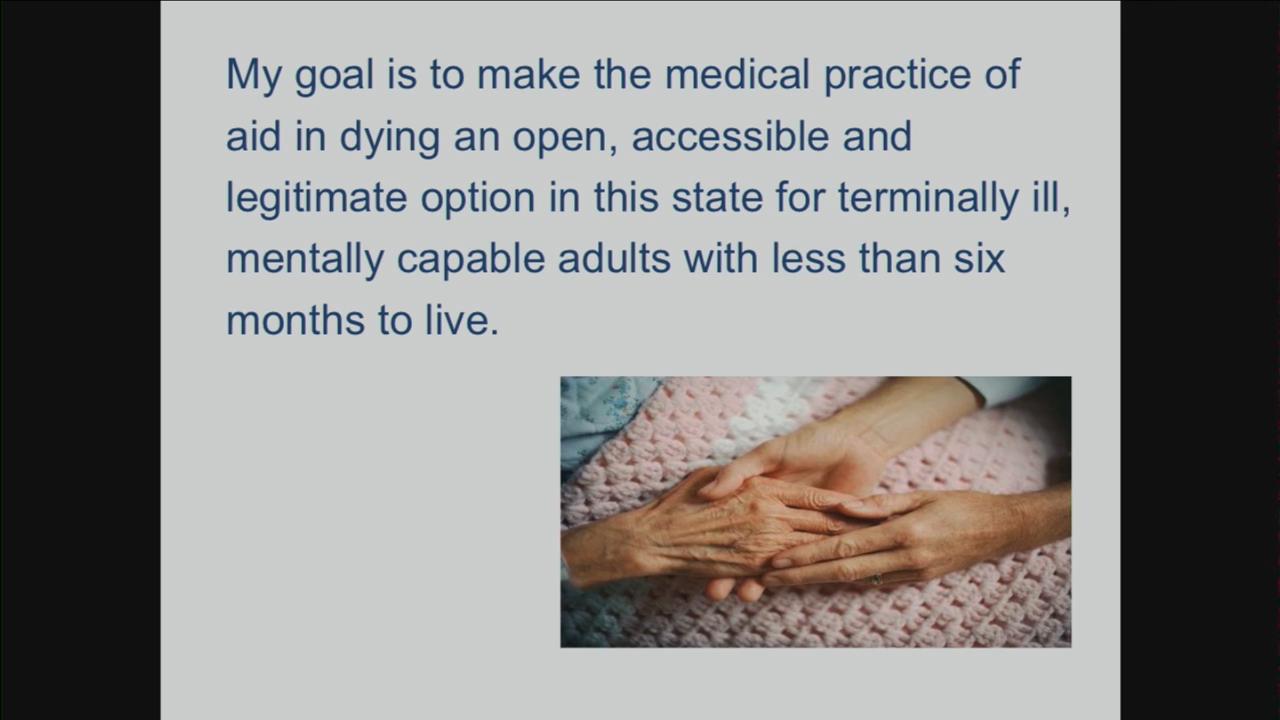 My goal is to make the medical practice of
aid in dying an open, accessible and
legitimate option in this state for terminally ill,
mentally capable adults with less than six
months to live.